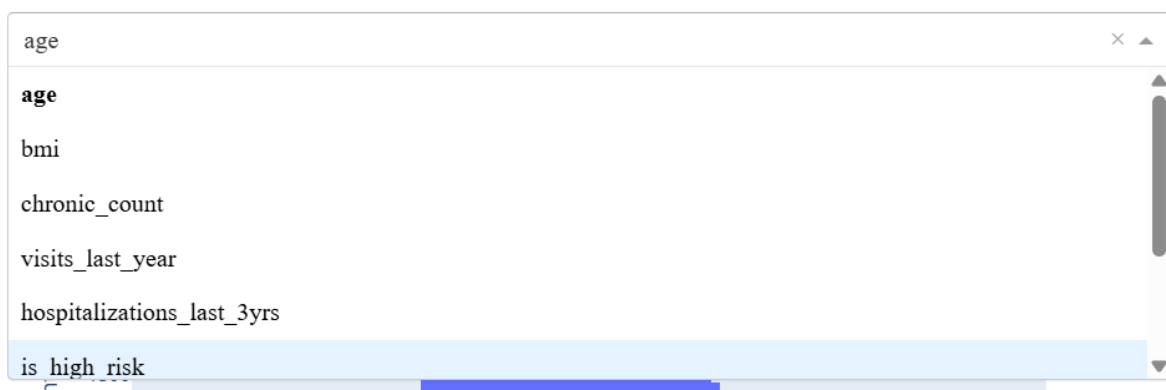 age
age
bmi
chronic_count
visits_last_year
hospitalizations_last_3yrs
is_high_risk